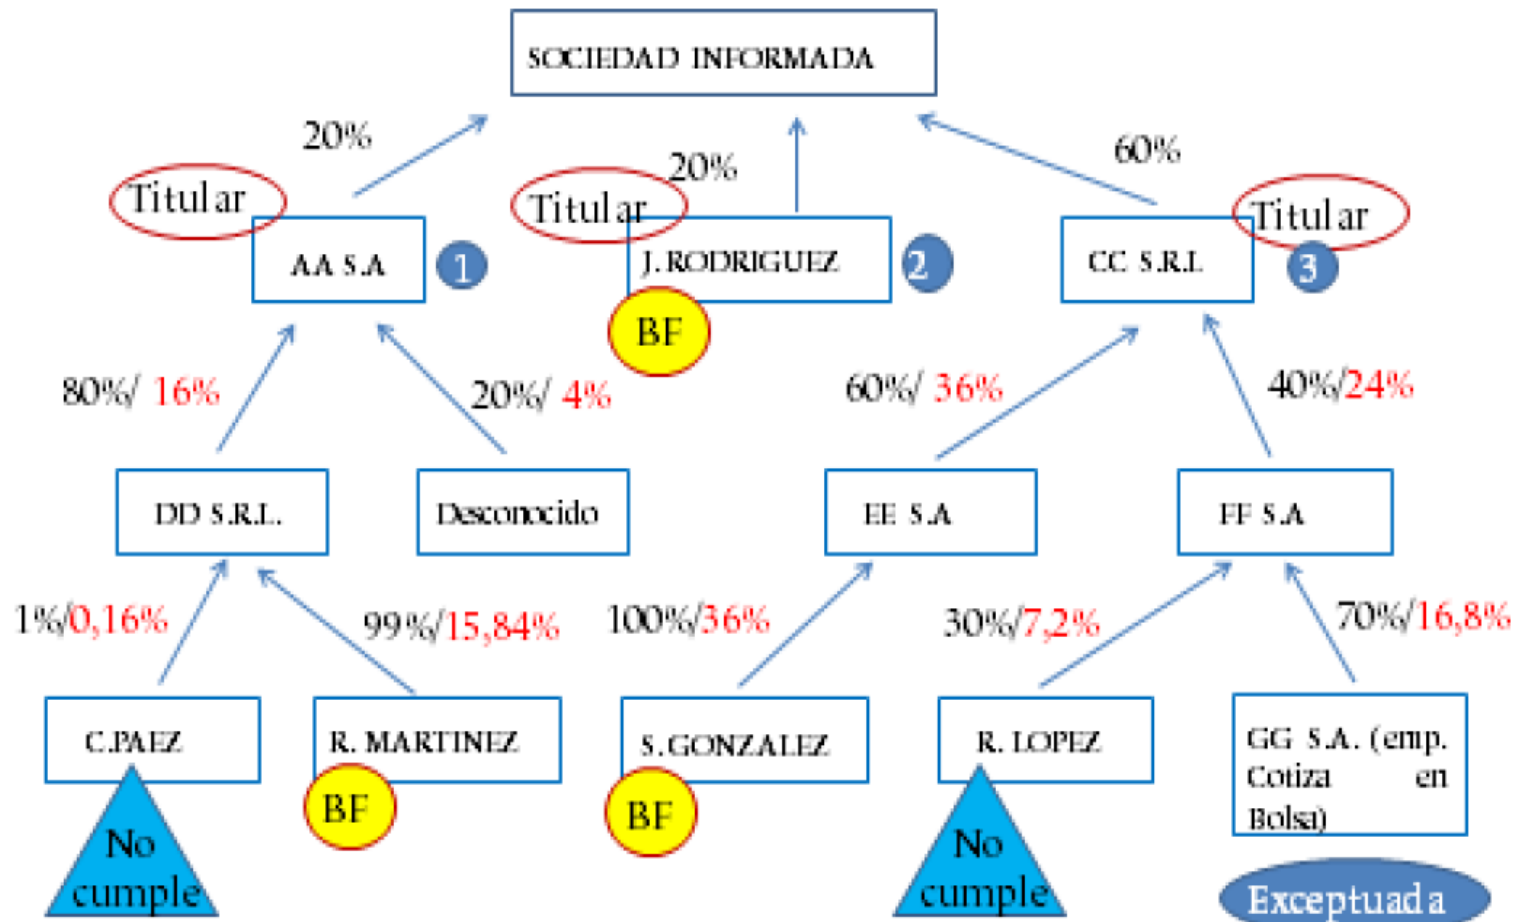 SOCIEDAD INFORMADA
20%
20%
60%
Titular
Titular
Titular
AA S.A
1
J. RODRIGUEZ
2
CC S.R.L
3
BF
80%/ 16%
20%/ 4%
60%/ 36%
40%/24%
DD S.R.L.
Desconocido
EE S.A
FF S.A
1%/0,16%
99%/15,84%
100%/36%
30%/7,2%
70%/16,8%
C.PAEZ
R. MARTINEZ
S. GONZALEZ
R. LOPEZ
GG S.A. (emp.
Cotiza en
Bolsa)
BF
BF
No
cumple
No
cumple
Exceptuada